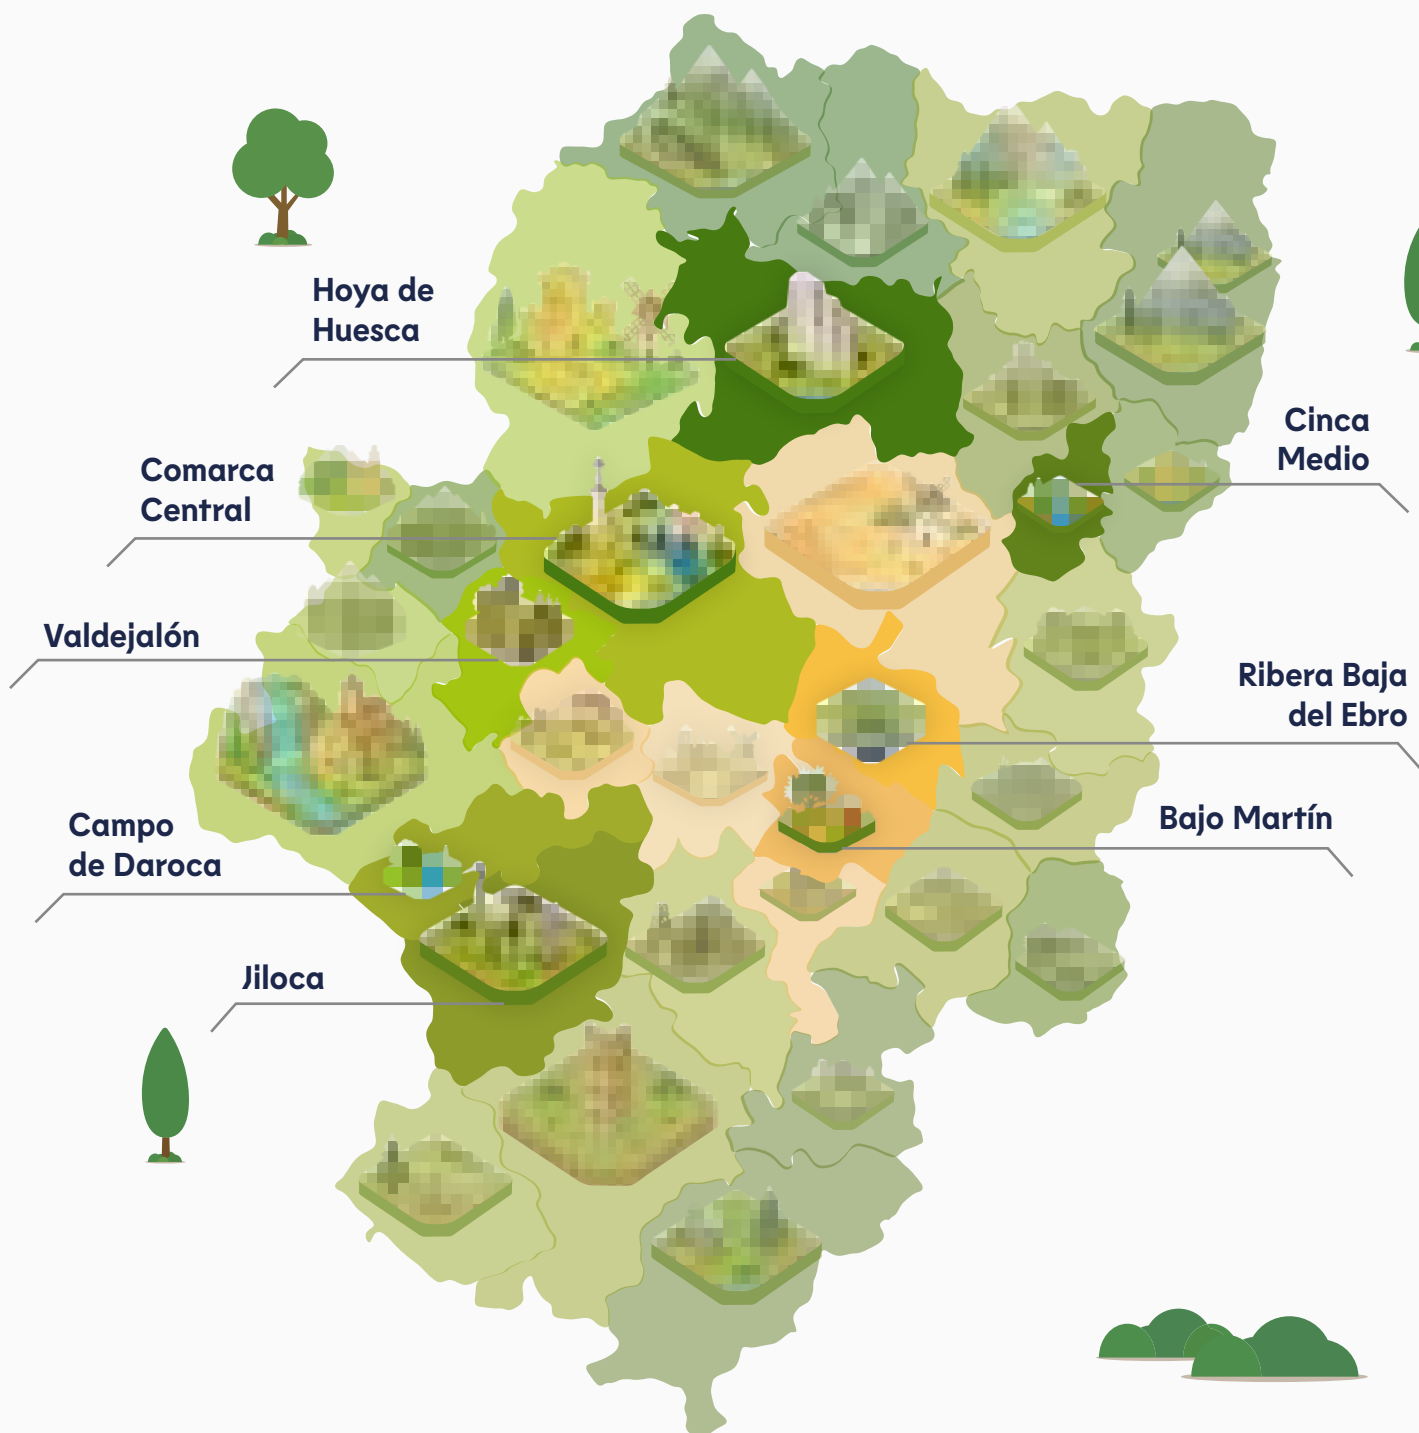 Hoya de
Huesca
Cinca
Medio
Comarca
Central
Valdejalón
Ribera Baja
del Ebro
Campo
de Daroca
Bajo Martín
Jiloca